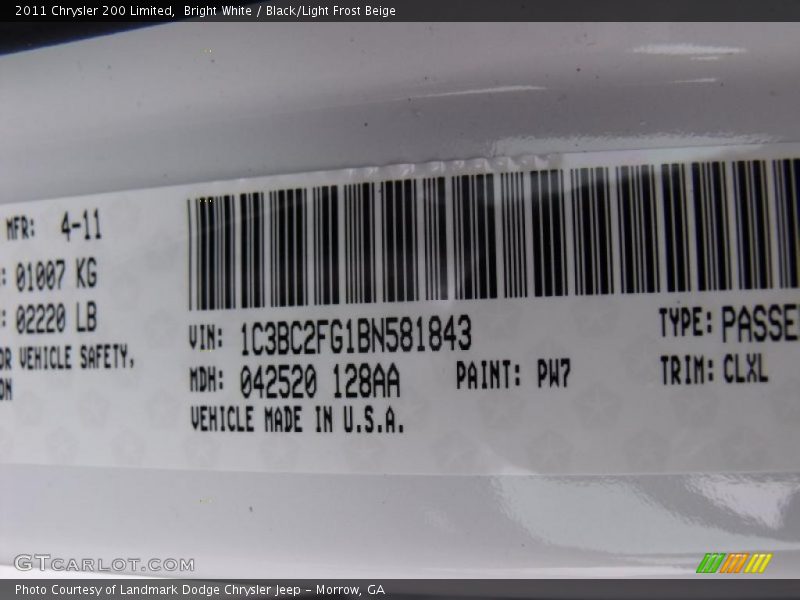 2011 Chrysler 200 Limited,  Bright White / Black/Light Frost Beige
MFR: 4-11
: 01007 KG
: 02220 LB
OR VEHICLE SAFETY,
ON
VIN: 1C3BC2FG1BN581843
MDH: 042520 128AA
VEHICLE MADE IN U.S.A.
PAINT: PW7
TYPE: PASSE
TRIM: CLXL
GTCARLOT.COM
Photo Courtesy of Landmark Dodge Chrysler Jeep - Morrow, GA